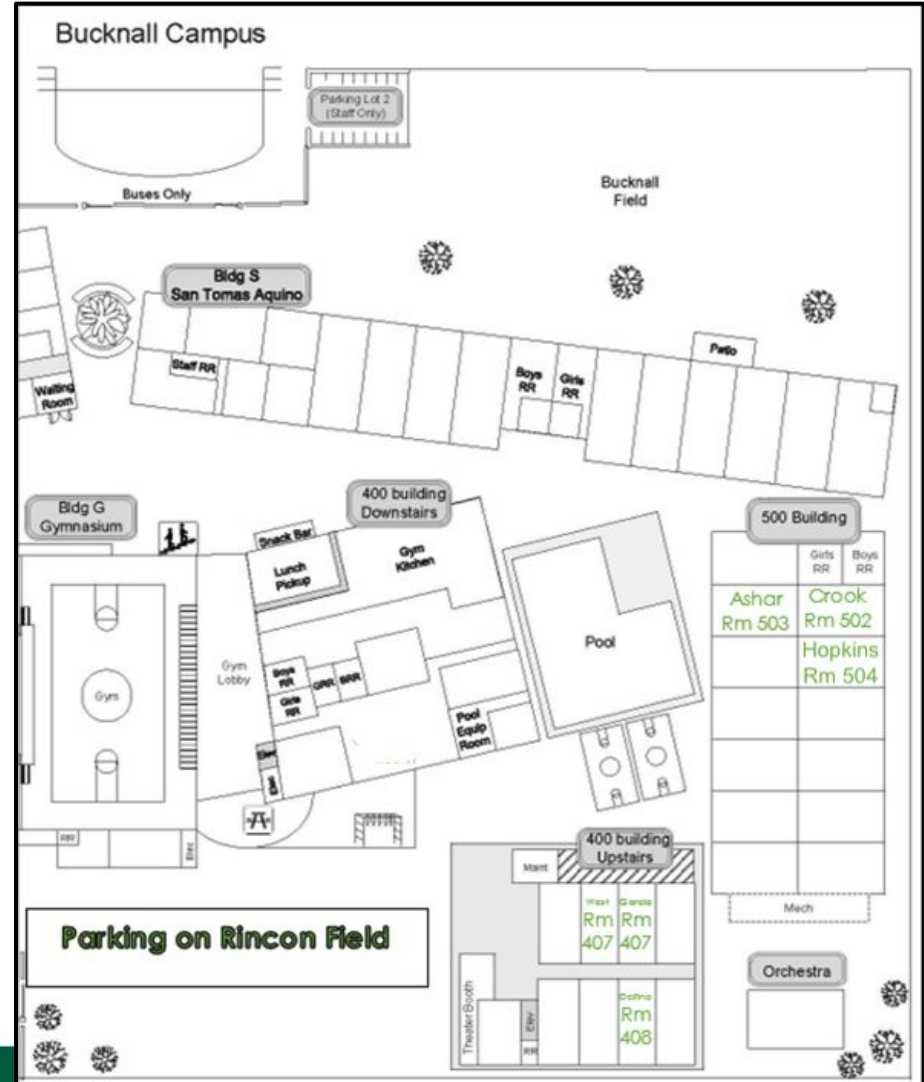 Bucknall Campus
Parking Lot 2
(Staff Only)
Buses Only
Bucknall
Field
Bldg S
San Tomas Aquino
Staff RR
Boys
RR
Girls
RR
Patio
Waiting
Room
Bldg G
Gymnasium
400 building
Downstairs
500 Building
Snack Bar
Lunch
Pickup
Gym
Kitchen
Girls
RR
Boys
RR
Ashar
Rm 503
Crook
Rm 502
Hopkins
Rm 504
Pool
Gym
Lobby
Gym
Boys
RR
Girls
RR
GRR
BRR
Pool
Equip
Room
Elev
Elec
RR
Elec
400 building
Upstairs
Maint
West
Rm
407
Garcia
Rm
407
Mech
Parking on Rincon Field
Orchestra
Theater Booth
Elev
RR
Rm
408